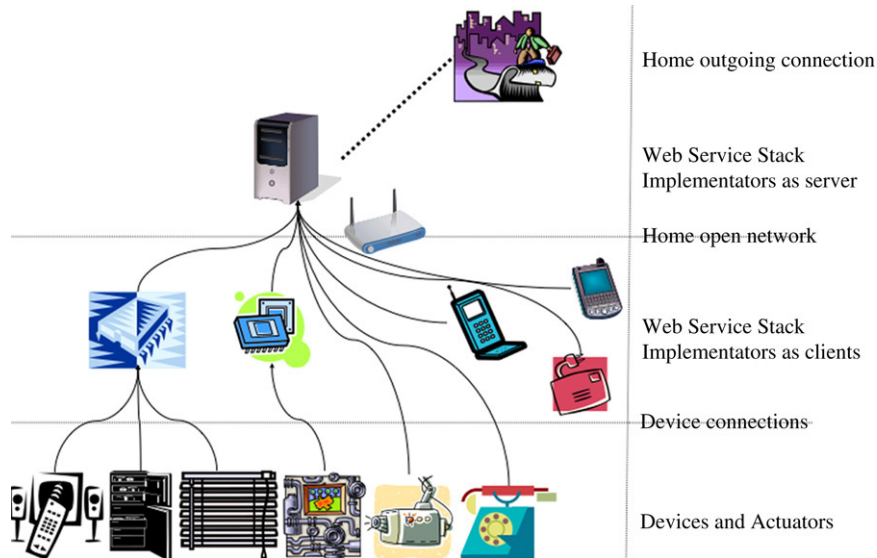 Home outgoing connection
Web Service Stack
Implementators as server
Home open network
Web Service Stack
Implementators as clients
Device connections
Devices and Actuators